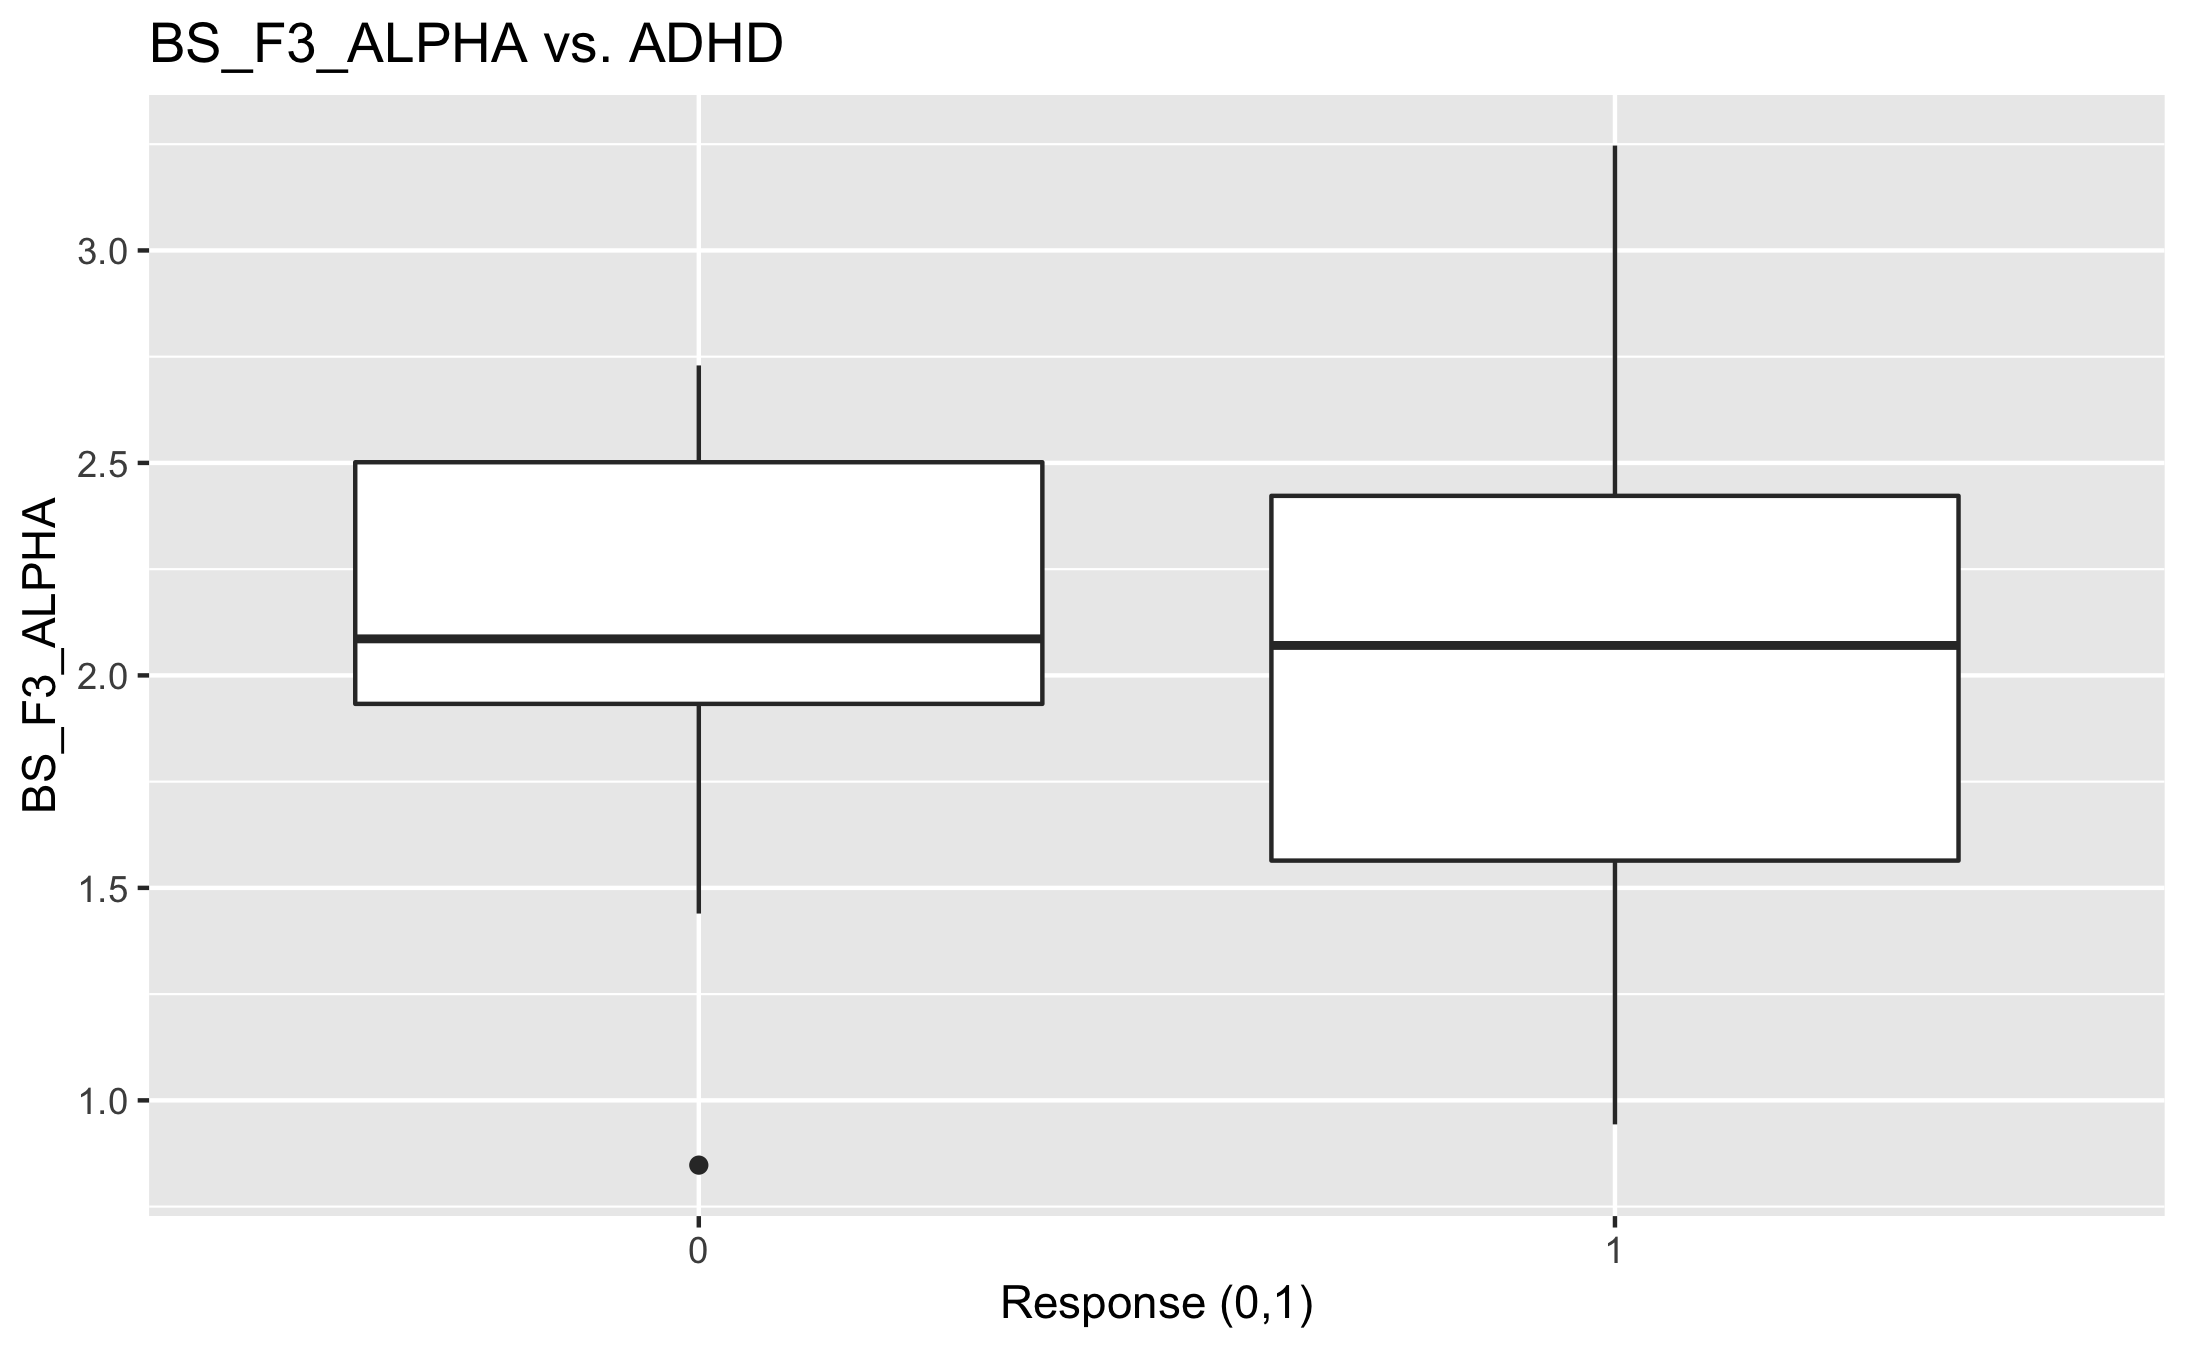 BS_F3_ALPHA vs. ADHD
BS_F3_ALPHA
3.0
2.5
2.0
1.5
1.0
0
1
Response (0,1)